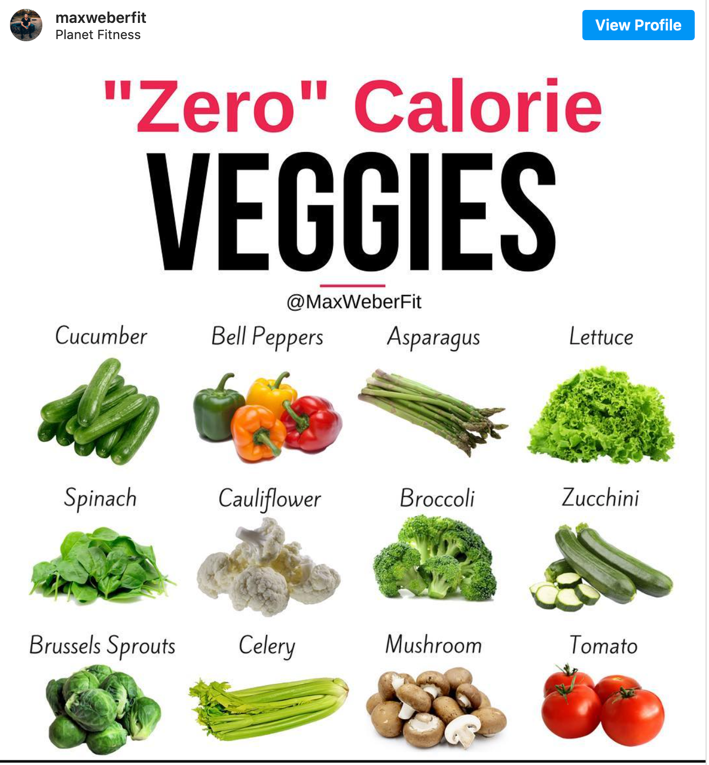 maxweberfit
Planet Fitness
View Profile
"Zero" Calorie
VEGGIES
@MaxWeberFit
Cucumber Bell Peppers Asparagus Lettuce
Spinach Cauliflower Broccoli Zucchini
Brussels Sprouts Celery Mushroom Tomato